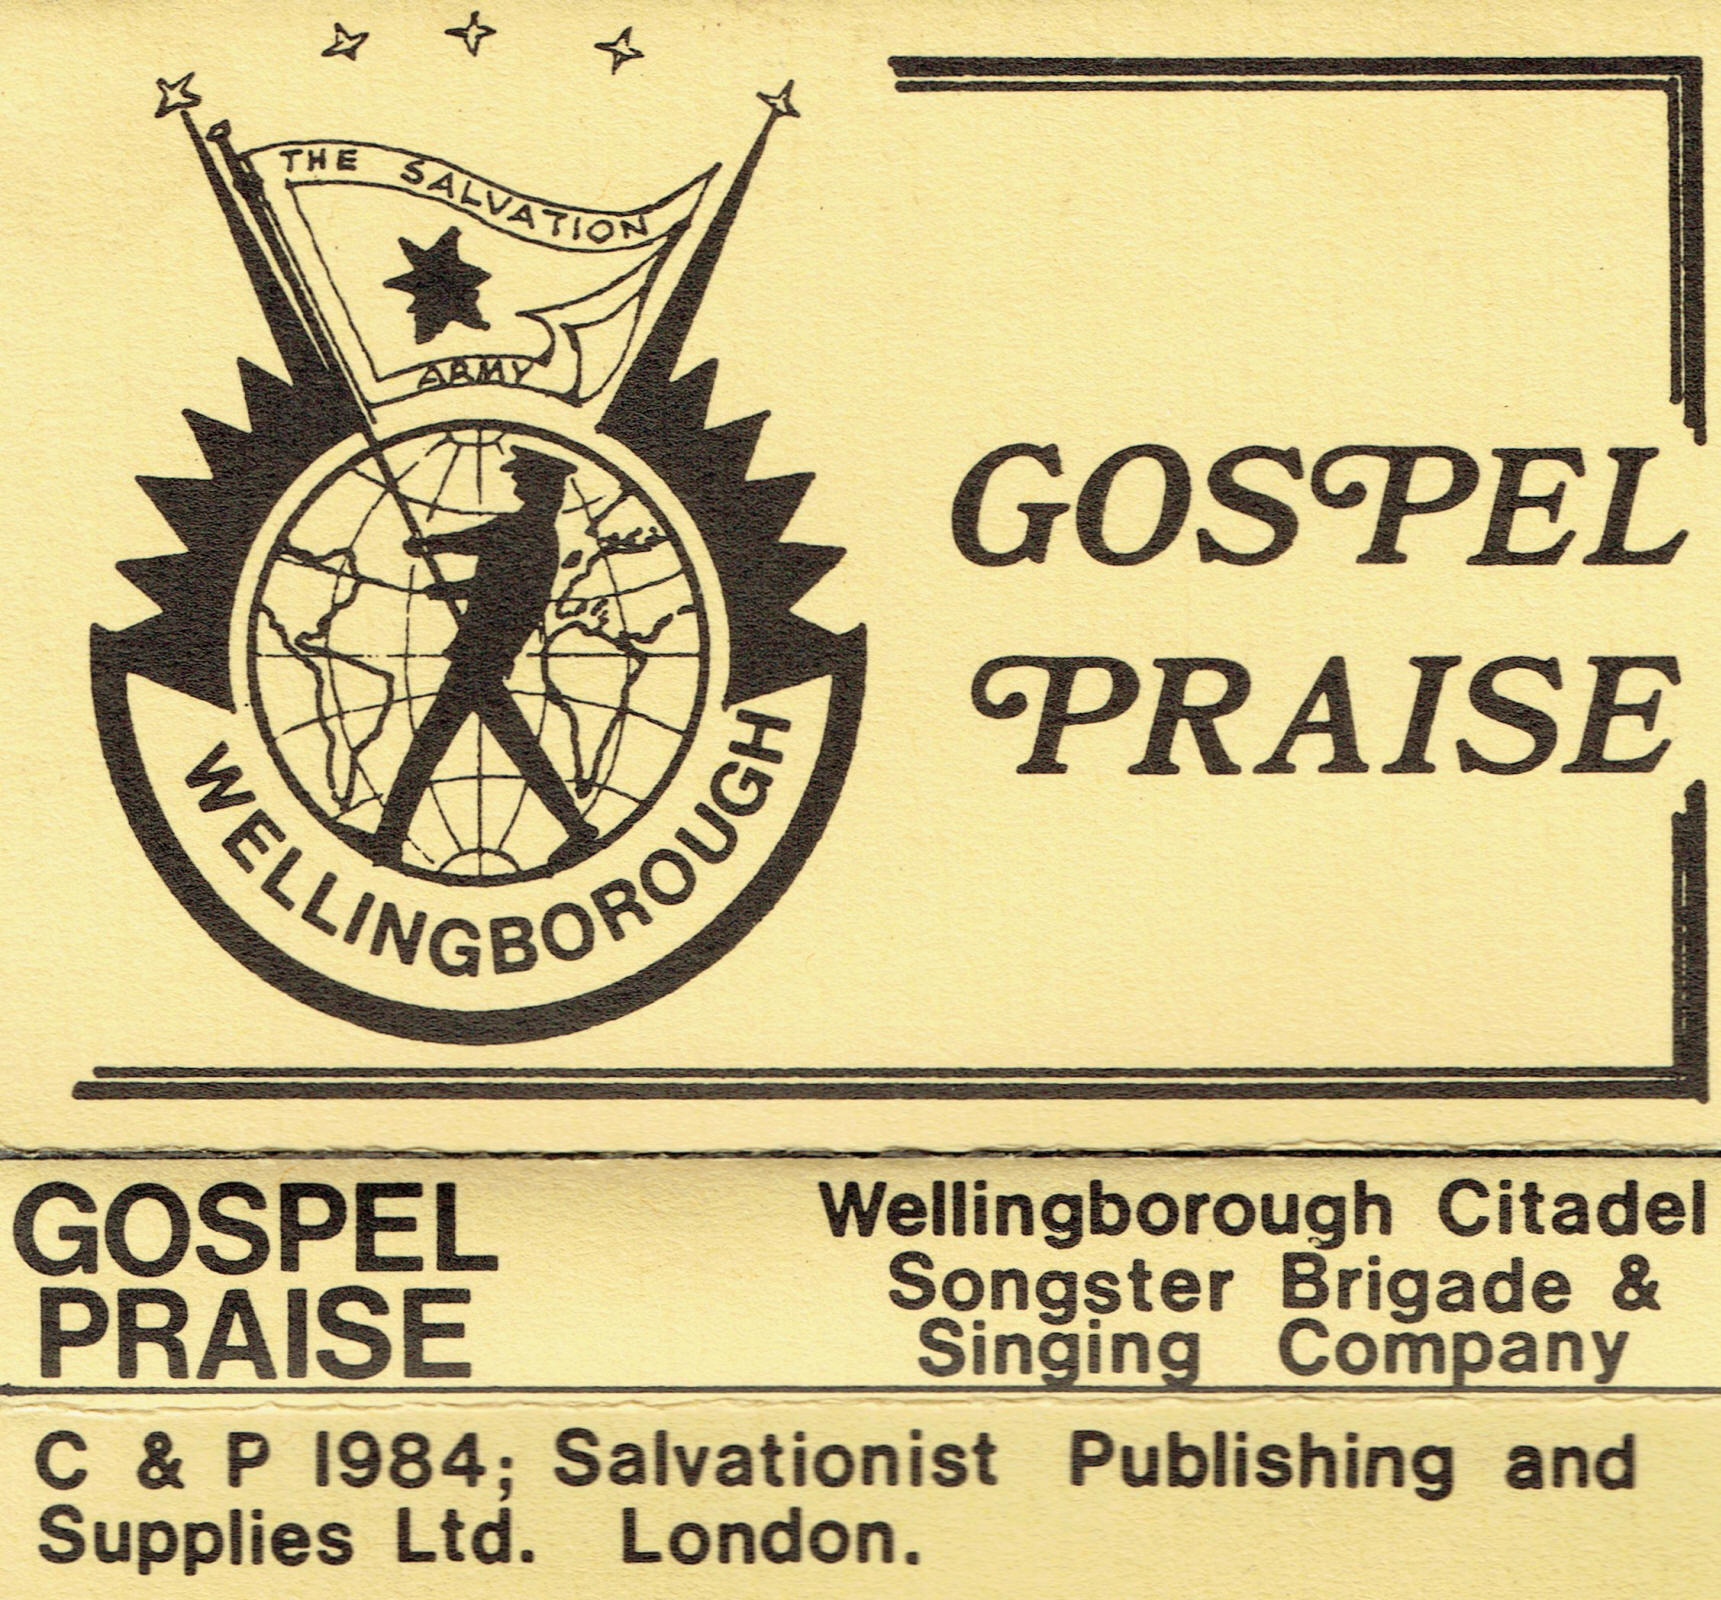 THE SALVATION
ARMY
WELLINGBOROUGH
GOSPEL
PRAISE
GOSPEL
PRAISE
Wellingborough Citadel
Songster Brigade &
Singing Company
C & P 1984; Salvationist Publishing and
Supplies Ltd. London.